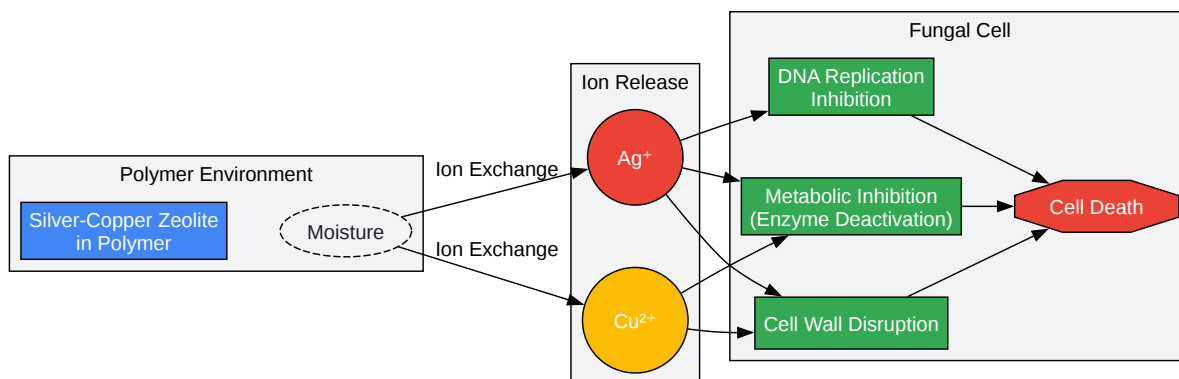 Polymer Environment
Silver-Copper Zeolite
in Polymer
Moisture
Ion Exchange
Ion Exchange
Ion Release
Ag⁺
Cu²⁺
Fungal Cell
DNA Replication
Inhibition
Metabolic Inhibition
(Enzyme Deactivation)
Cell Wall Disruption
Cell Death